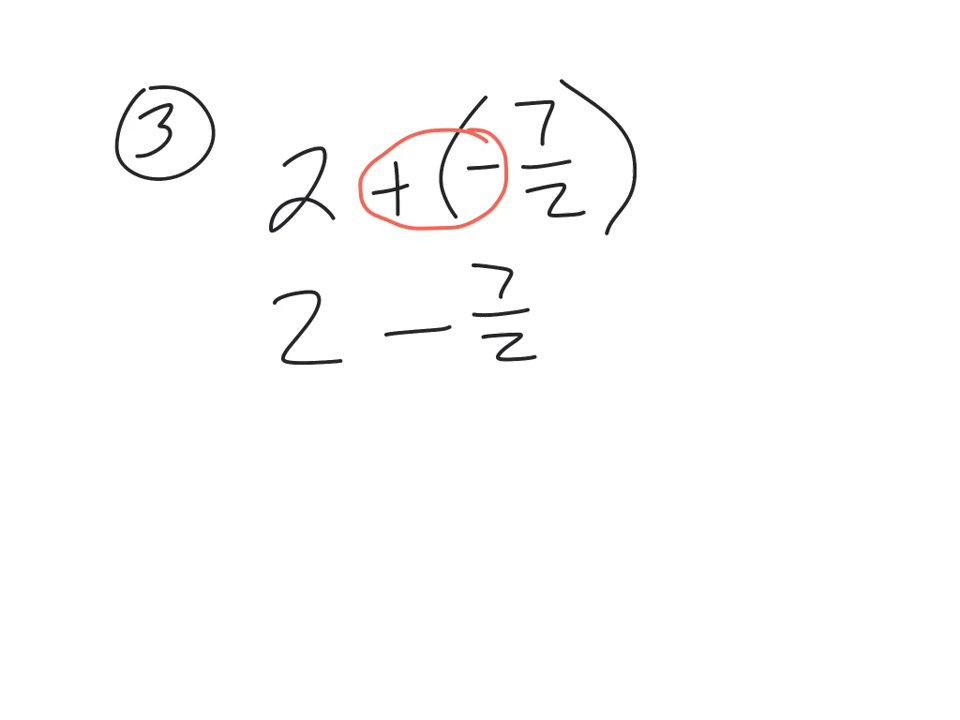 ③ 2 + (- 7/2)
2 - 7/2